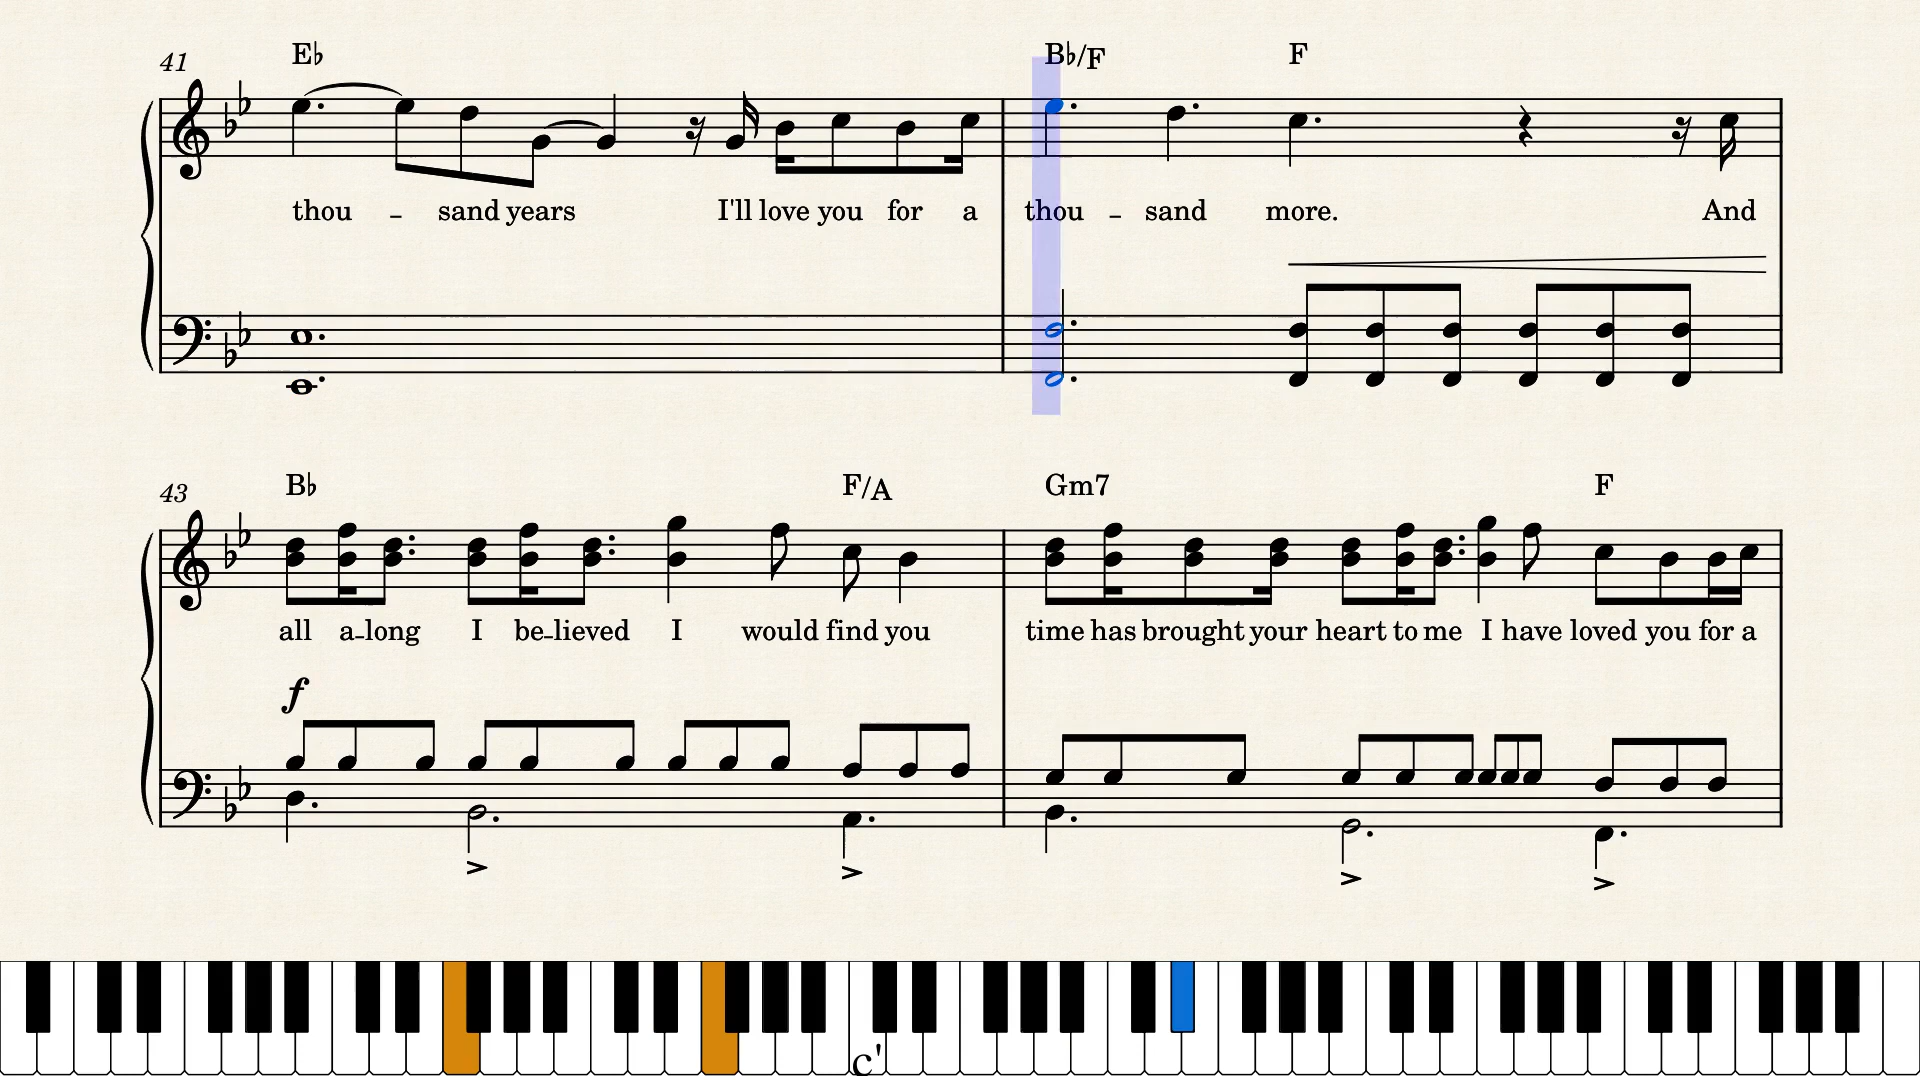 41 E♭ B♭/F F
thou - sand years I'll love you for a thou - sand more. And
43 B♭ F/A Gm7 F
all a-long I be-lieved I would find you time has brought your heart to me I have loved you for a
f
c'